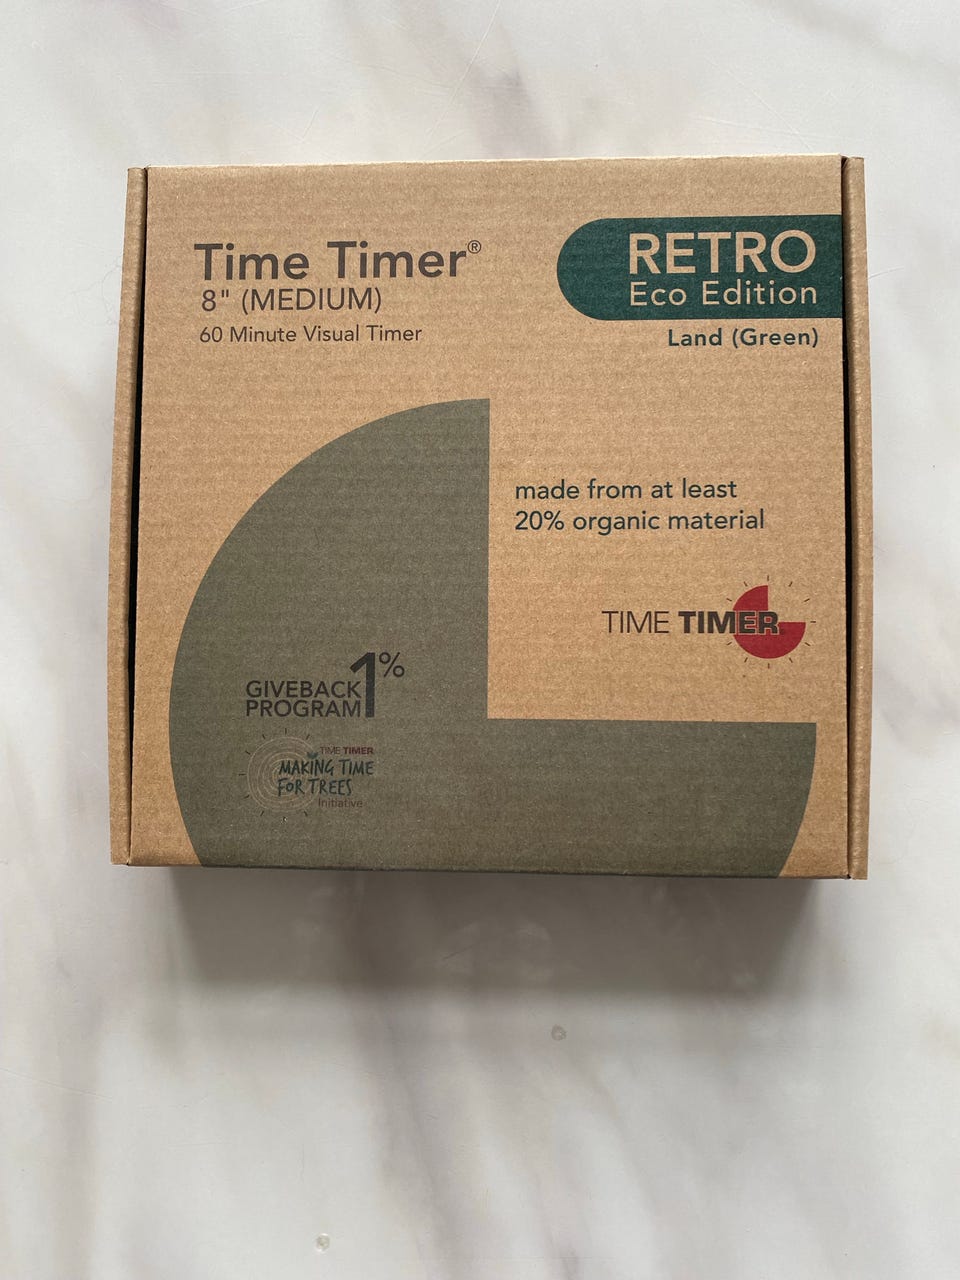 Time Timer®
8" (MEDIUM)
60 Minute Visual Timer
RETRO
Eco Edition
Land (Green)
made from at least
20% organic material
TIME TIMER
GIVEBACK
PROGRAM
1%
TIME TIMER
MAKING TIME
FOR TREES
Initiative